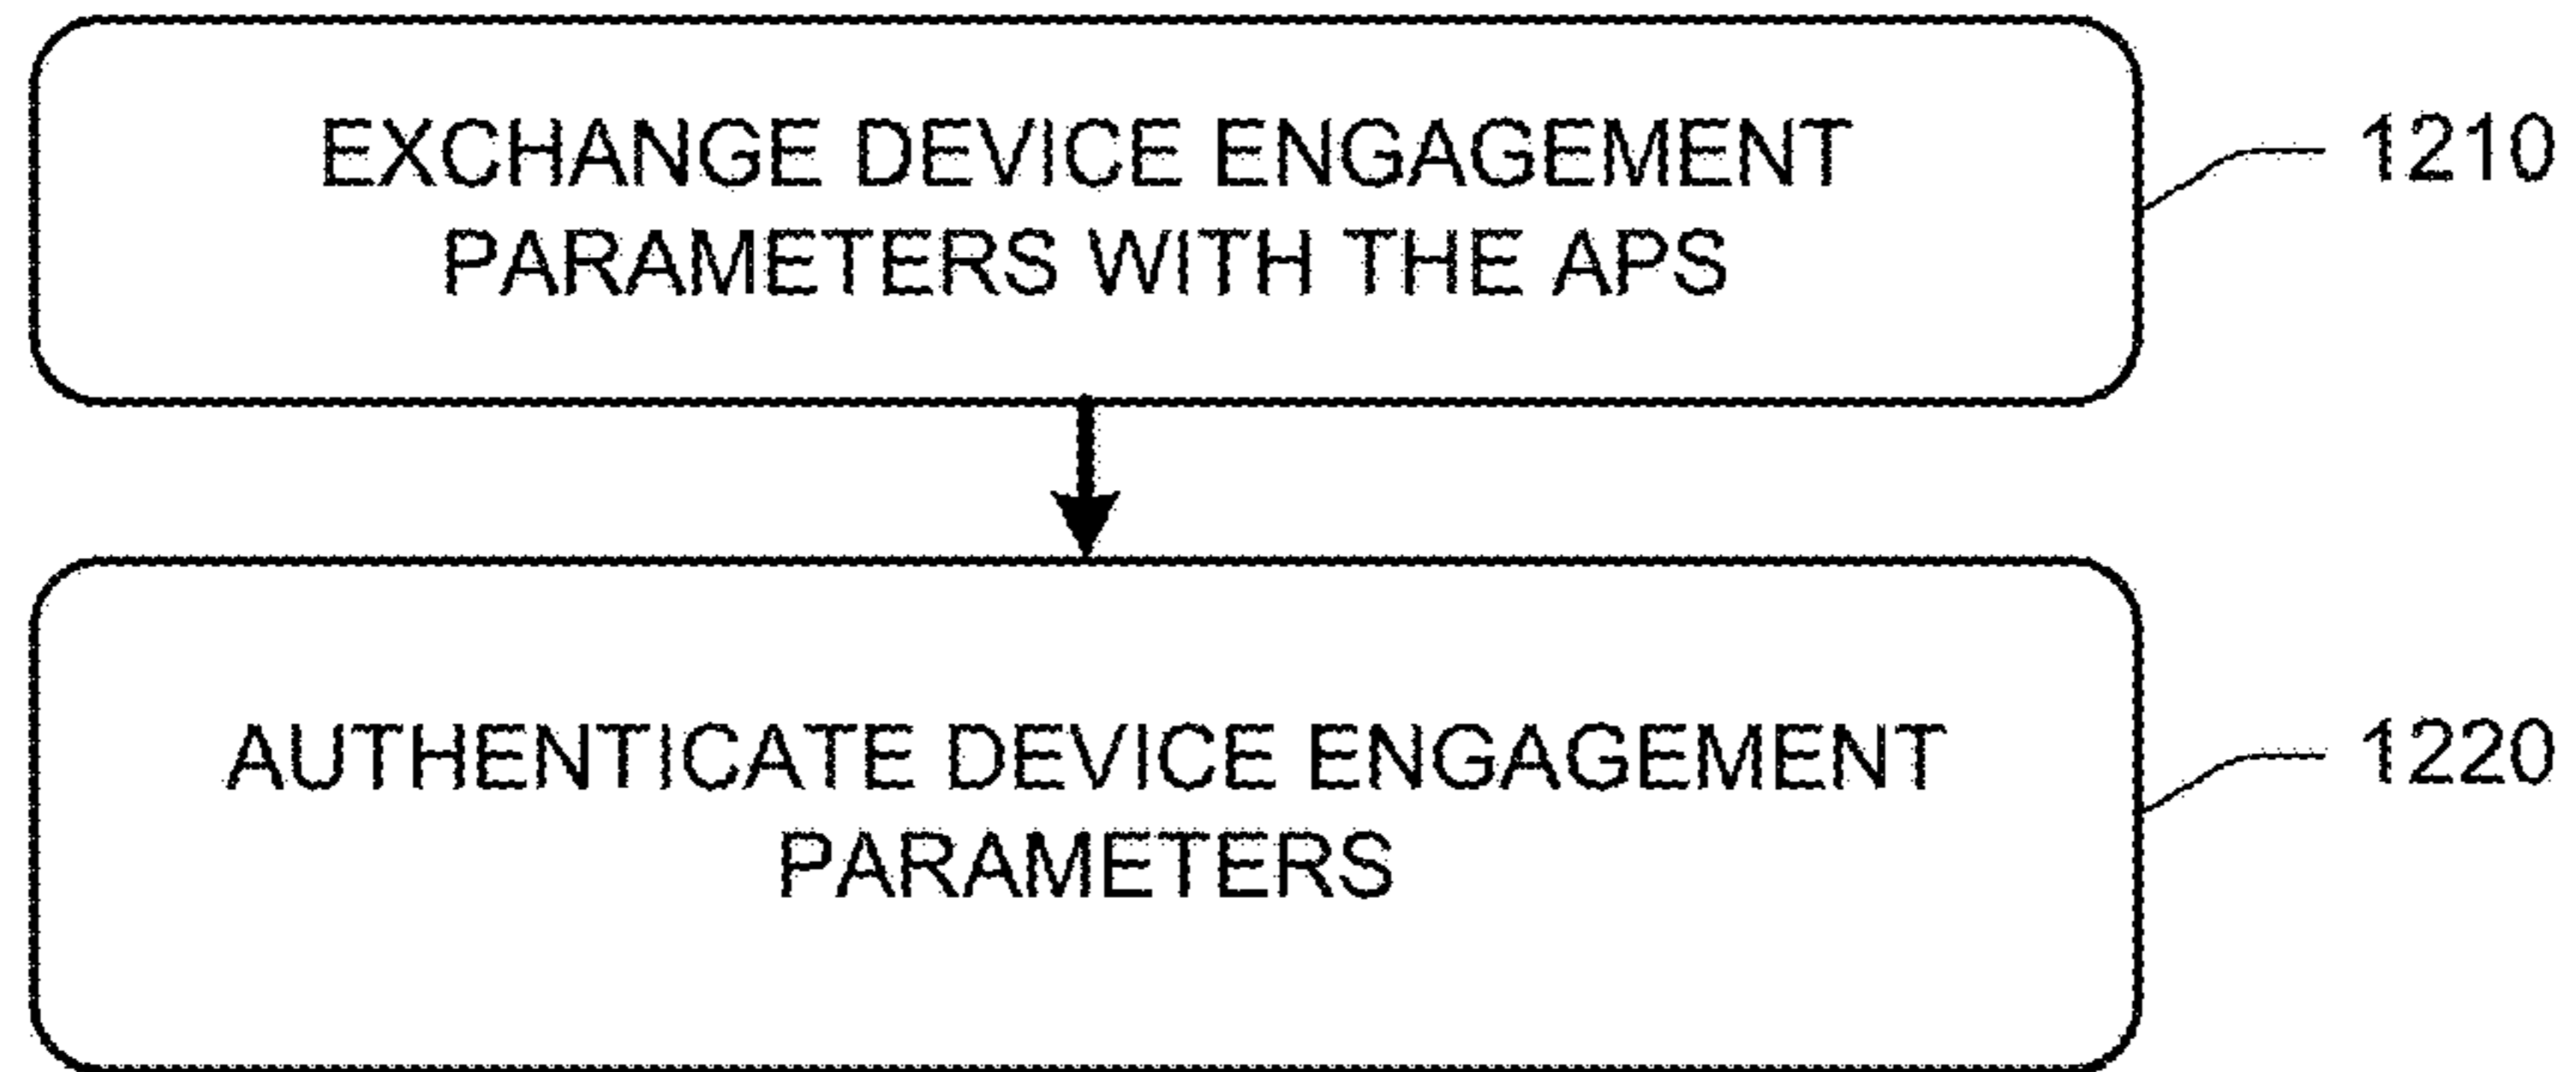 EXCHANGE DEVICE ENGAGEMENT
PARAMETERS WITH THE APS
1210
AUTHENTICATE DEVICE ENGAGEMENT
PARAMETERS
1220